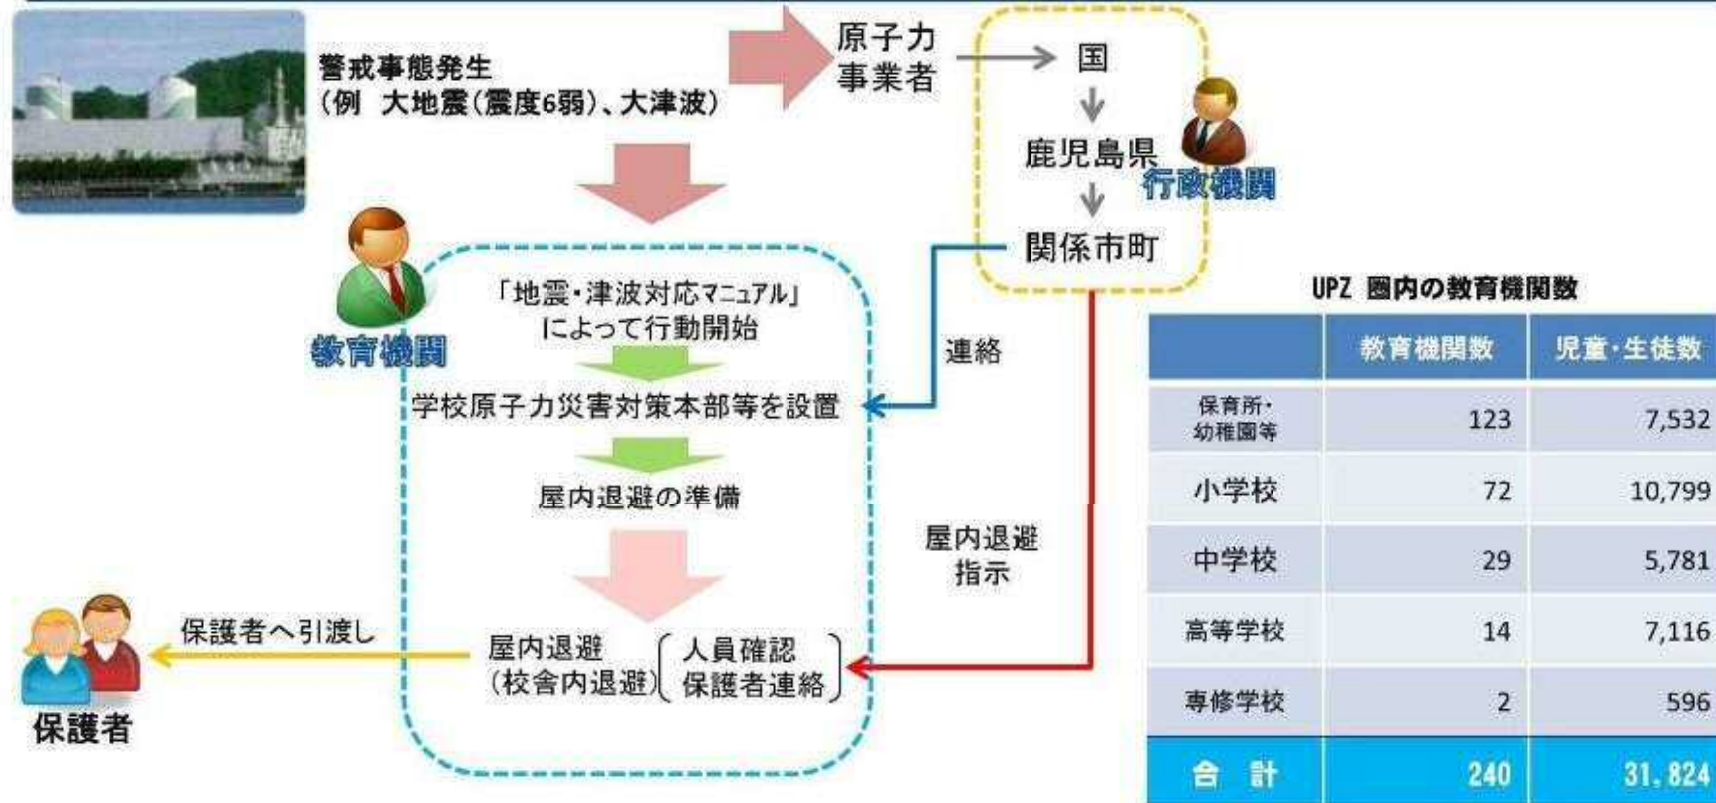 警戒事態発生
(例 大地震(震度6弱)、大津波)
原子力
事業者
国
鹿児島県
行政機関
関係市町
教育機関
「地震・津波対応マニュアル」
によって行動開始
学校原子力災害対策本部等を設置
屋内退避の準備
屋内退避
(校舎内退避)
人員確認
保護者連絡
連絡
屋内退避
指示
保護者へ引渡し
保護者
UPZ 圏内の教育機関数
教育機関数 児童・生徒数
保育所・
幼稚園等 123 7,532
小学校 72 10,799
中学校 29 5,781
高等学校 14 7,116
専修学校 2 596
合 計 240 31,824